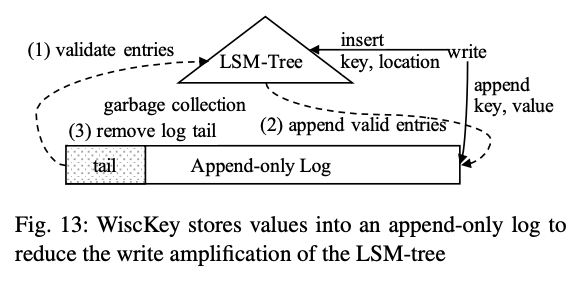 (1) validate entries
LSM-Tree
insert
key, location
write
append
key, value
garbage collection
(3) remove log tail
(2) append valid entries
tail
Append-only Log
Fig. 13: WiscKey stores values into an append-only log to
reduce the write amplification of the LSM-tree